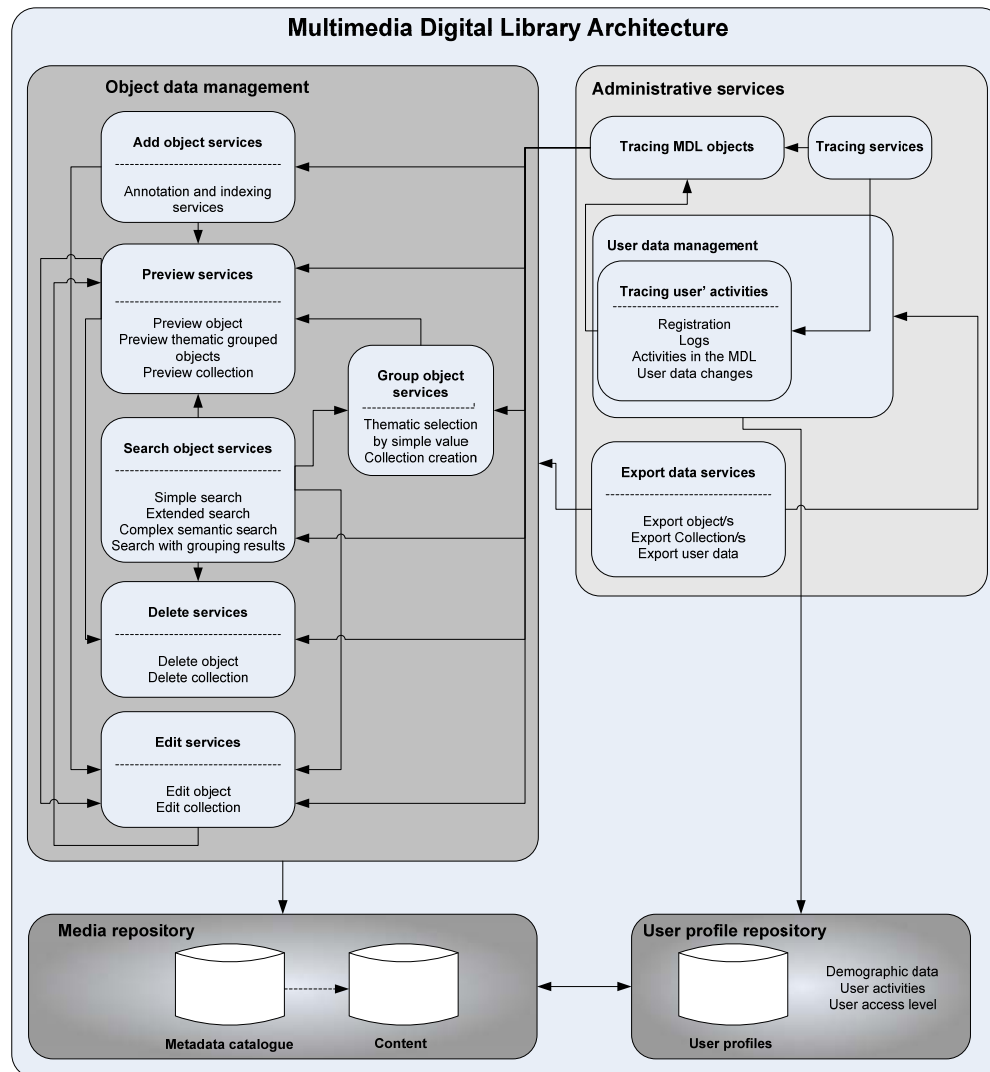 Multimedia Digital Library Architecture
Object data management
Add object services
Annotation and indexing
services
Preview services
Preview object
Preview thematic grouped
objects
Preview collection
Group object
services
Thematic selection
by simple value
Collection creation
Search object services
Simple search
Extended search
Complex semantic search
Search with grouping results
Delete services
Delete object
Delete collection
Edit services
Edit object
Edit collection
Administrative services
Tracing MDL objects
Tracing services
User data management
Tracing user' activities
Registration
Logs
Activities in the MDL
User data changes
Export data services
Export object/s
Export Collection/s
Export user data
Media repository
Metadata catalogue
Content
User profile repository
Demographic data
User activities
User access level
User profiles